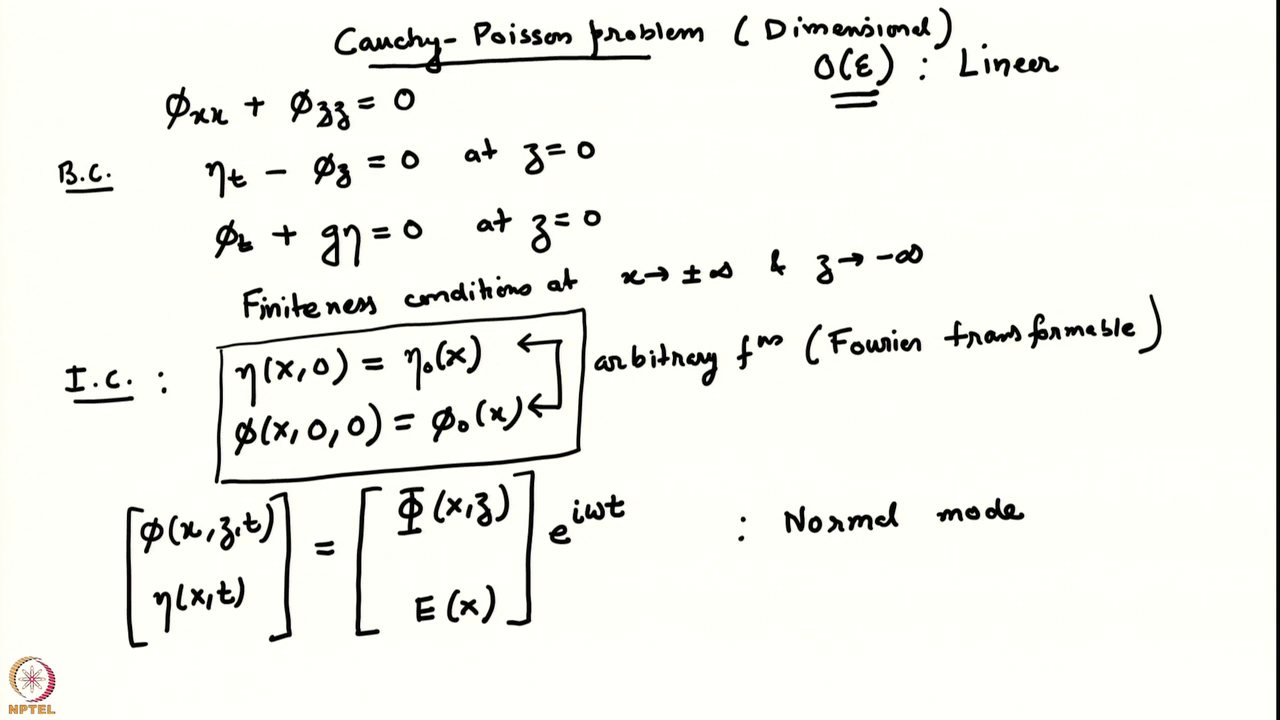 Cauchy-Poisson problem (Dimensional)
O(ε) : Linear
ϕxx + ϕzz = 0
B.C. ηt - ϕz = 0 at z=0
ϕt + gη = 0 at z=0
Finiteness conditions at x→ ±∞ & z→ -∞
I.C. : η(x,0) = η₀(x)
ϕ(x,0,0) = ϕ₀(x)
arbitrary fⁿˢ (Fourier transformable)
[ϕ(x,z,t) η(x,t)] = [Φ(x,z) E(x)] e^{iωt} : Normal mode
NPTEL